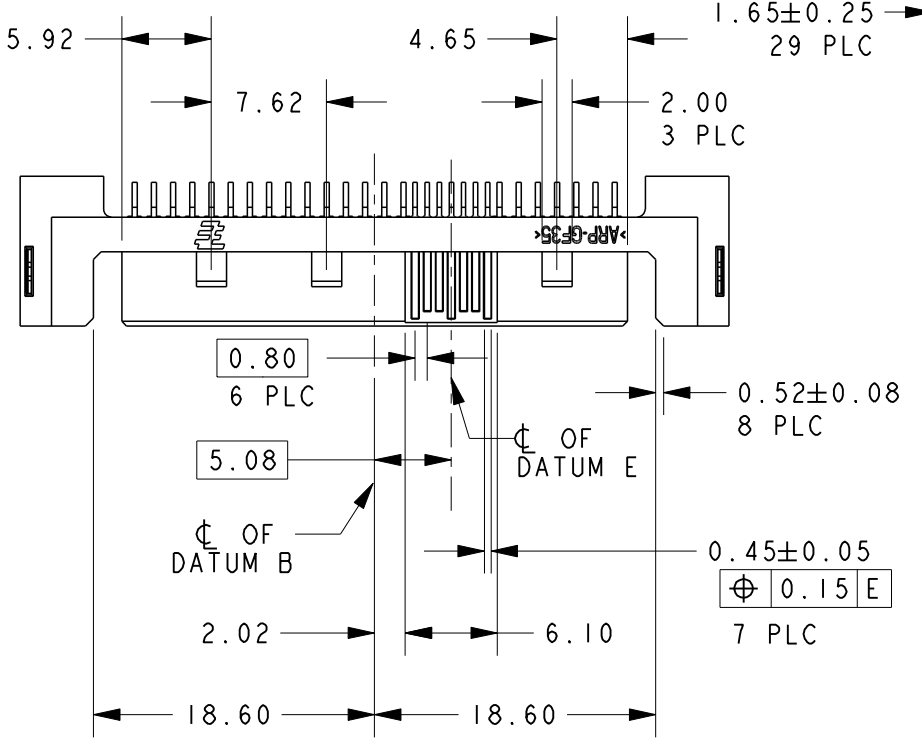 5.92
4.65
1.65±0.25
29 PLC
7.62
2.00
3 PLC
>ARP-GF35<
0.80
6 PLC
0.52±0.08
8 PLC
℄ OF
DATUM E
5.08
℄ OF
DATUM B
0.45±0.05
⌖ 0.15 E
7 PLC
2.02
6.10
18.60
18.60